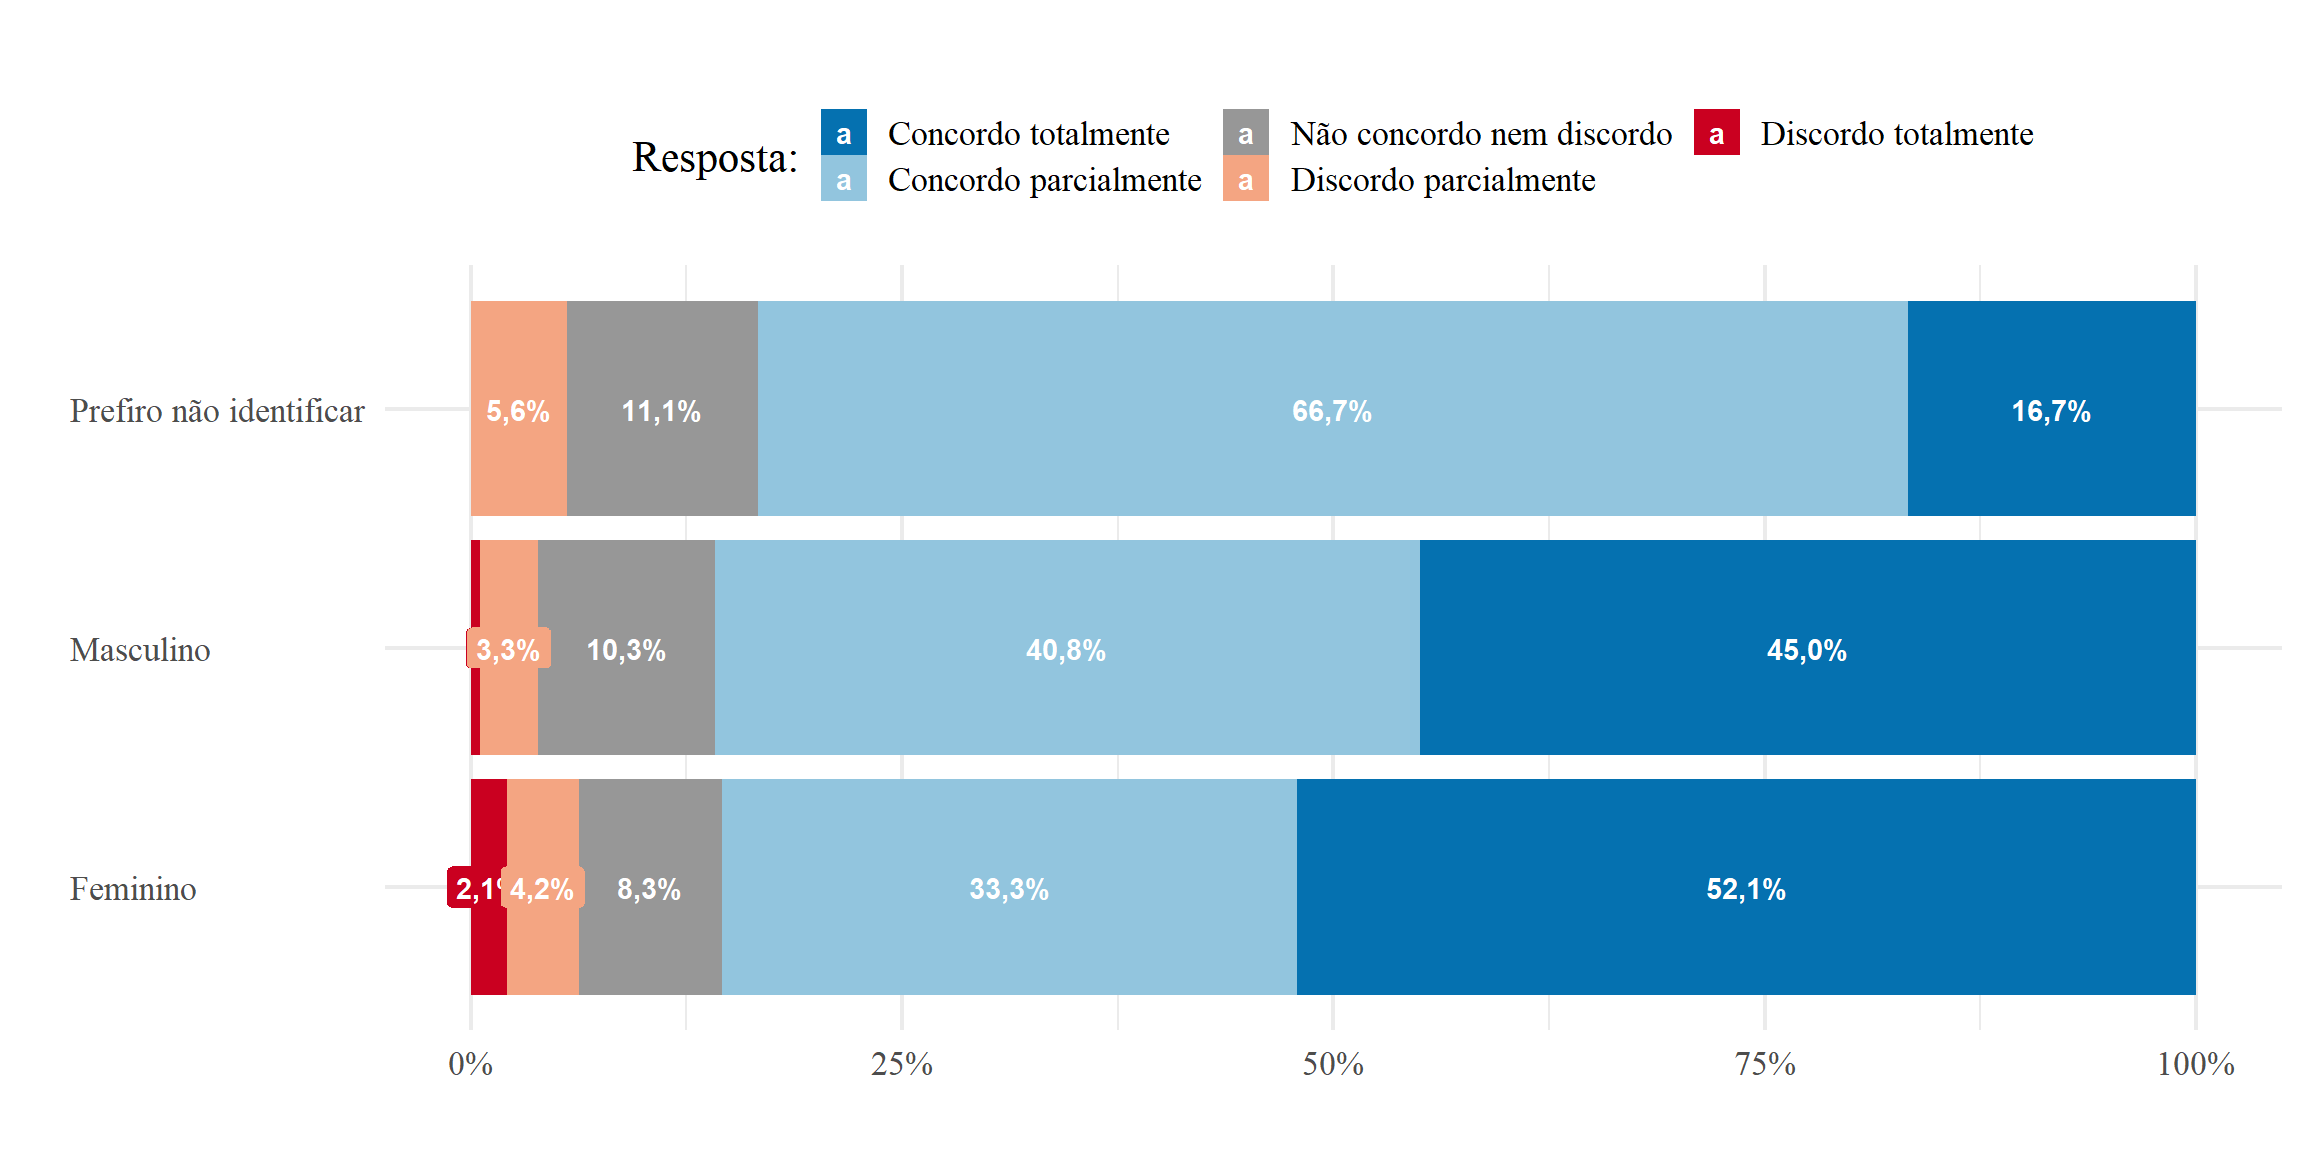 Resposta:
a Concordo totalmente
a Concordo parcialmente
a Não concordo nem discordo
a Discordo parcialmente
a Discordo totalmente
Prefiro não identificar
5,6% 11,1% 66,7% 16,7%
Masculino
3,3% 10,3% 40,8% 45,0%
Feminino
2,1% 4,2% 8,3% 33,3% 52,1%
0% 25% 50% 75% 100%